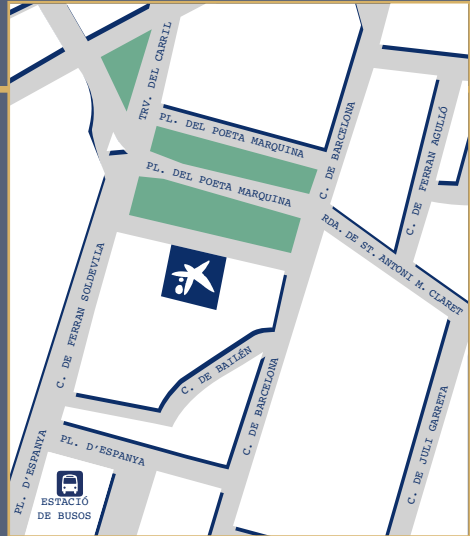 TRV. DEL CARRIL
PL. DEL POETA MARQUINA
C. DE BARCELONA
C. DE FERRAN AGULLÓ
PL. DEL POETA MARQUINA
RDA. DE ST. ANTONI M. CLARET
C. DE FERRAN SOLDEVILA
C. DE BAILÉN
C. DE BARCELONA
C. DE JULI GARRETA
PL. D'ESPANYA
PL. D'ESPANYA
ESTACIÓ
DE BUSOS